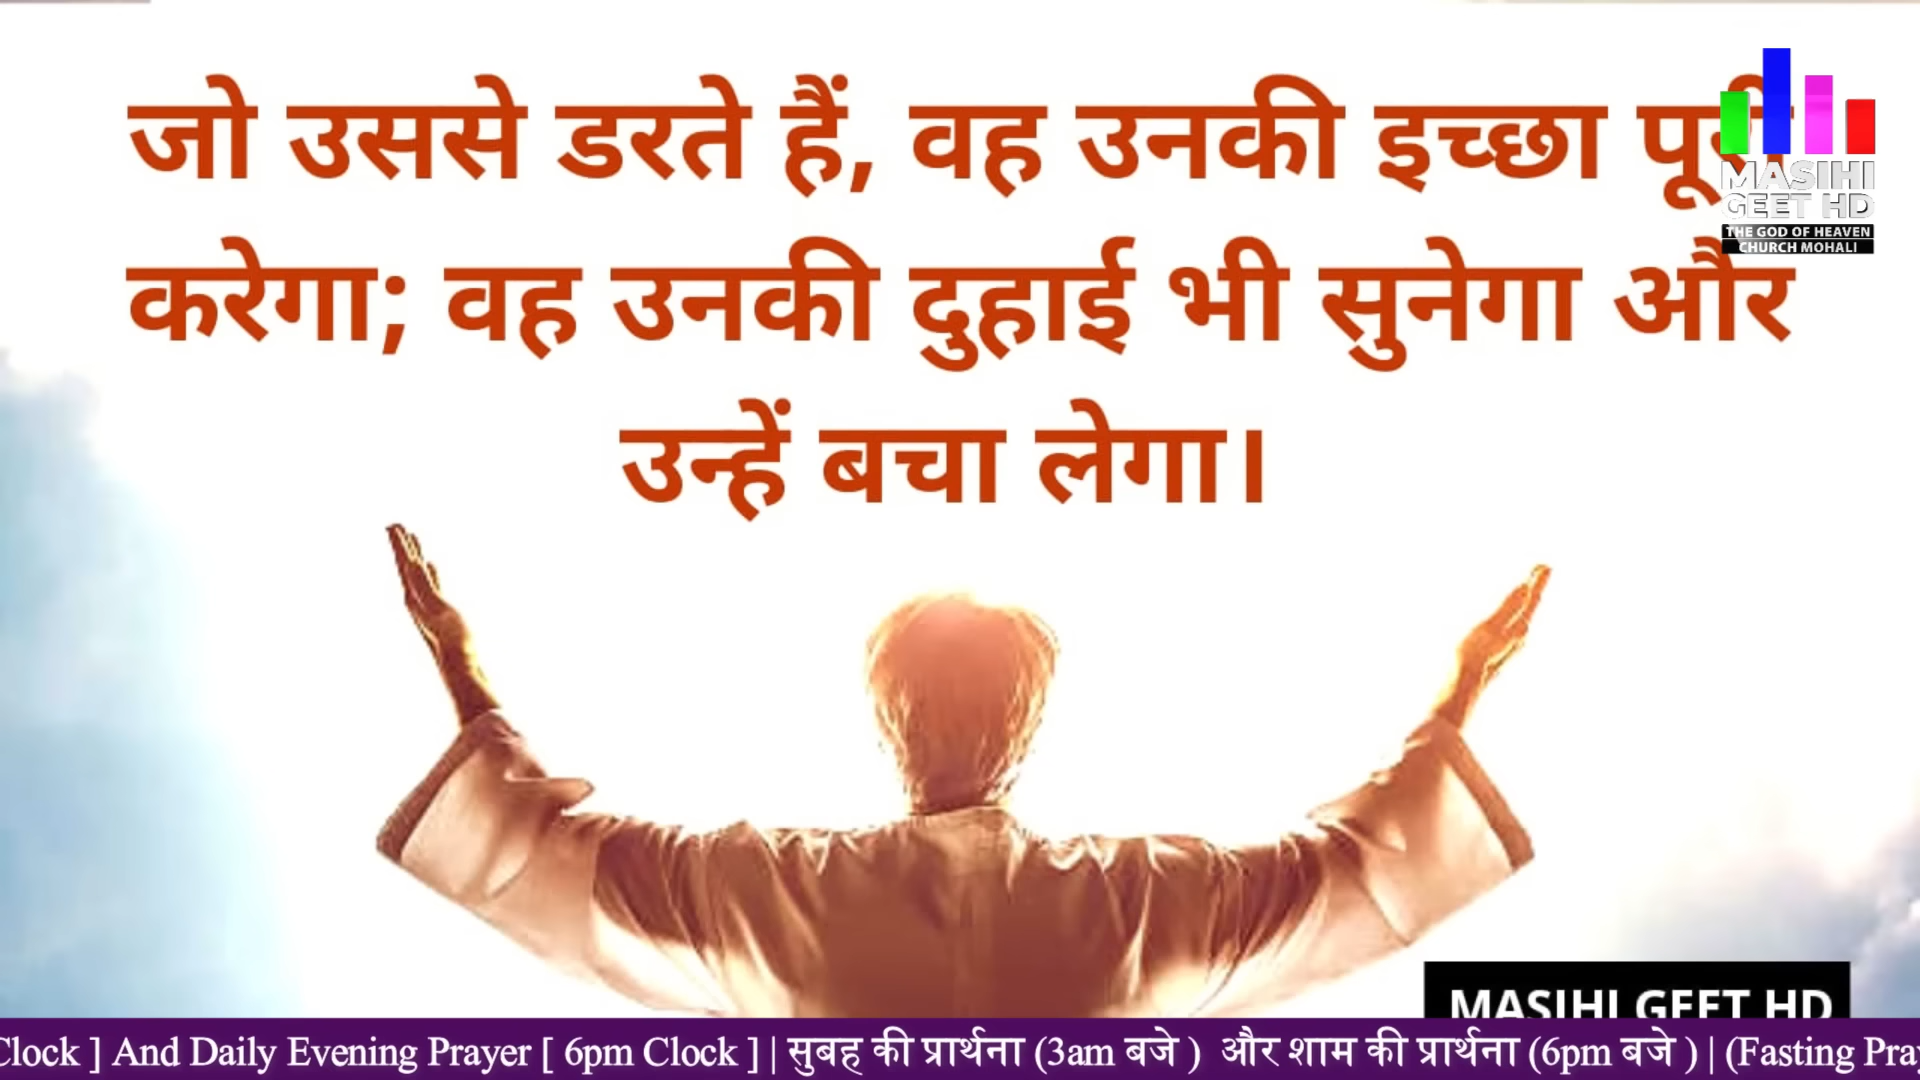 जो उससे डरते हैं, वह उनकी इच्छा पूरी
करेगा; वह उनकी दुहाई भी सुनेगा और
उन्हें बचा लेगा।
MASIHI
GEET HD
THE GOD OF HEAVEN
CHURCH MOHALI
MASIHI GEET HD
Clock ] And Daily Evening Prayer [ 6pm Clock ] | सुबह की प्रार्थना (3am बजे ) और शाम की प्रार्थना (6pm बजे ) | (Fasting